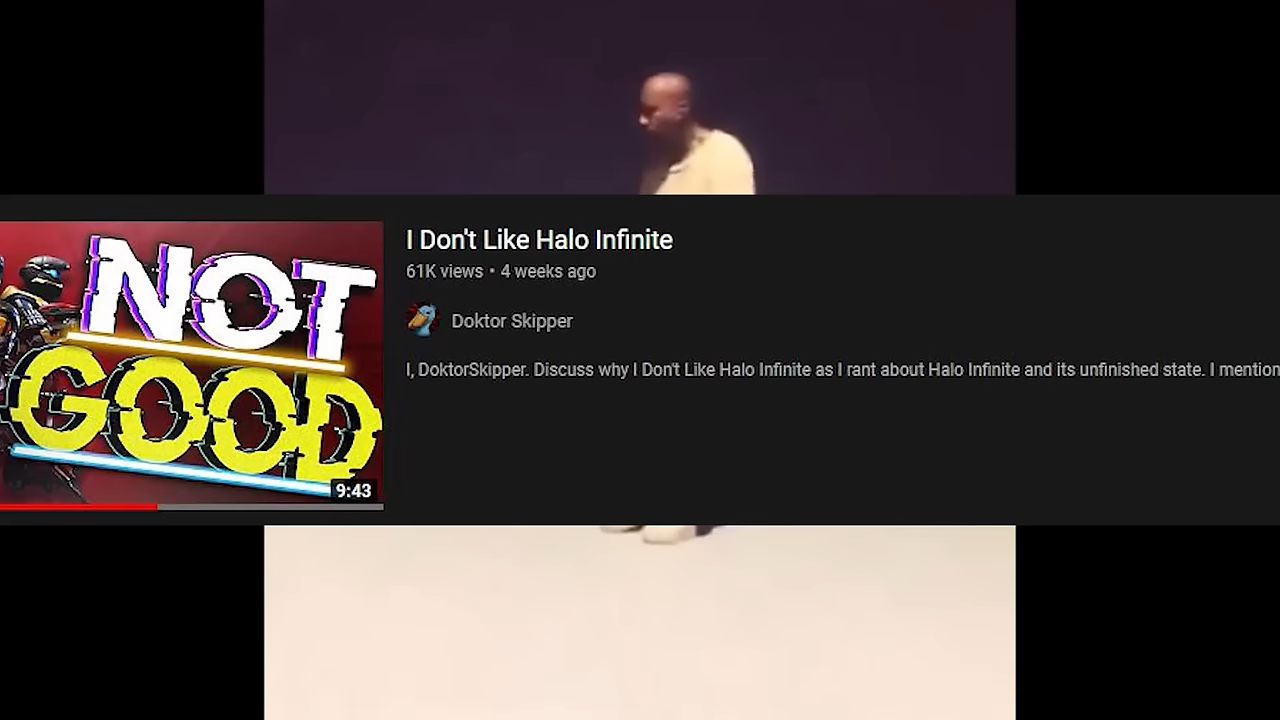 NOT
GOOD
9:43
I Don't Like Halo Infinite
61K views • 4 weeks ago
Doktor Skipper
I, DoktorSkipper. Discuss why I Don't Like Halo Infinite as I rant about Halo Infinite and its unfinished state. I mention